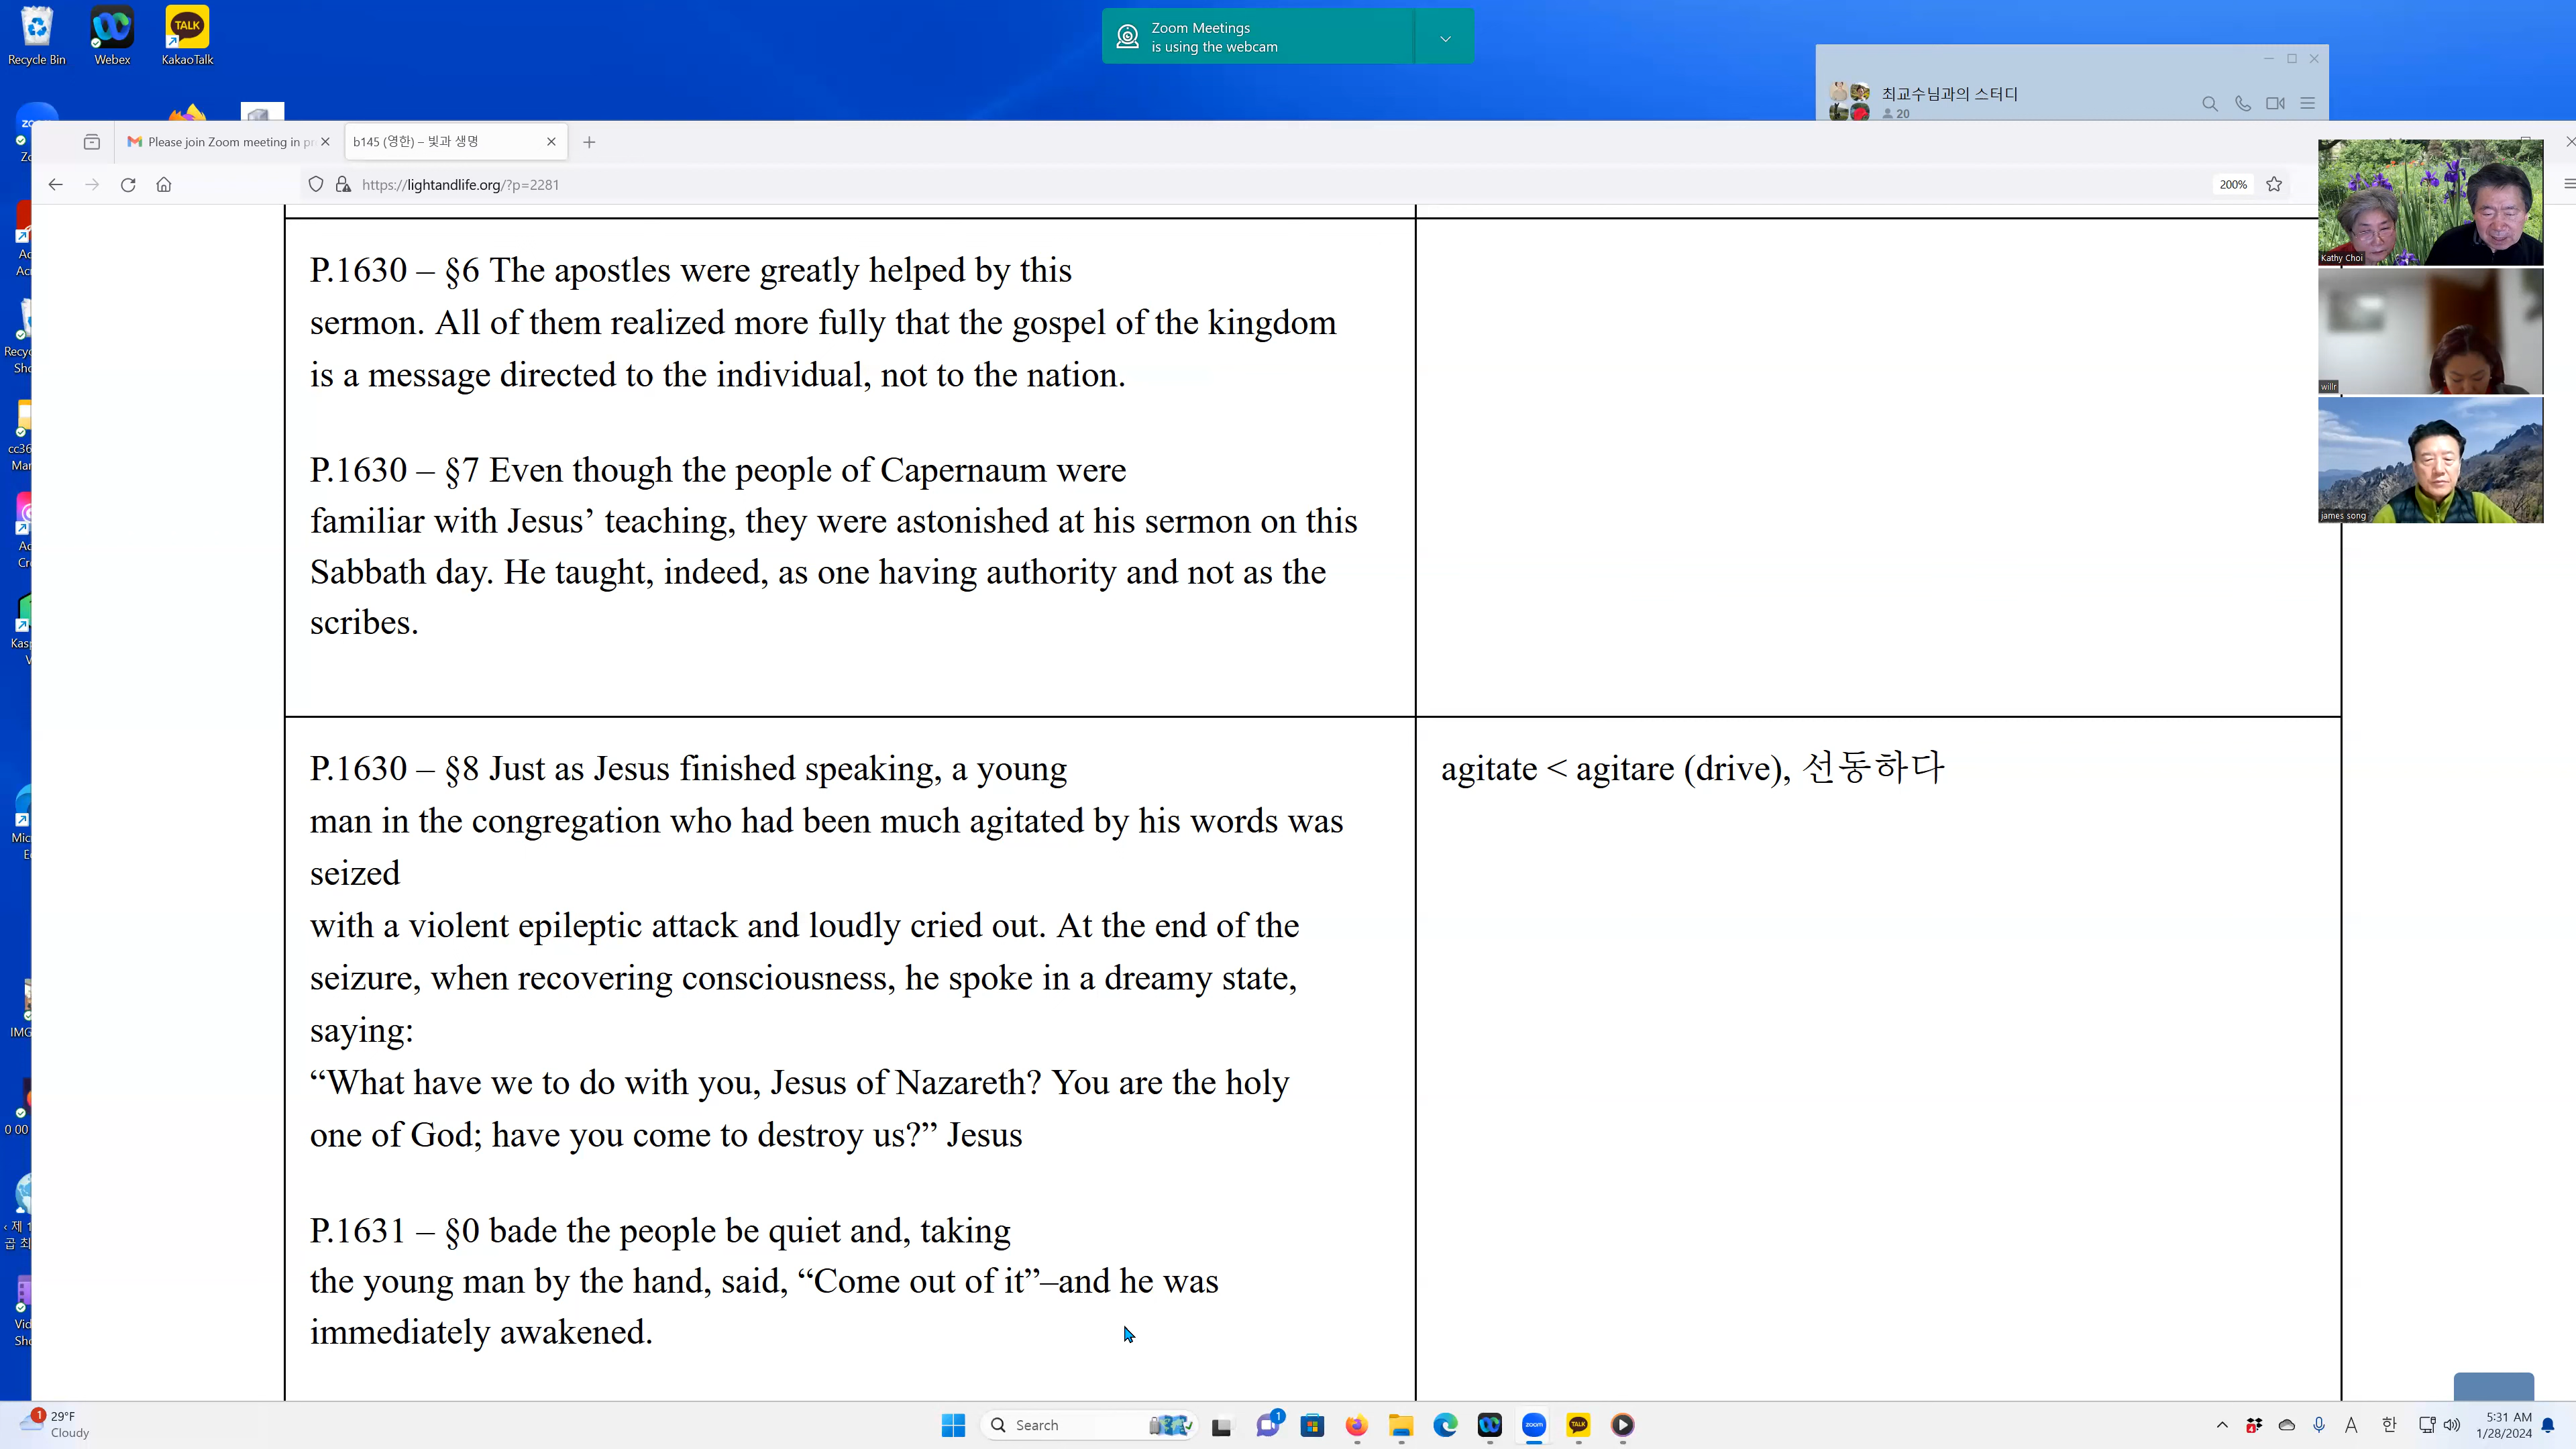 Recycle Bin
Webex
KakaoTalk
Zoom Meetings
is using the webcam
최교수님과의 스터디
20
Please join Zoom meeting in pr
b145 (영한) – 빛과 생명
https://lightandlife.org/?p=2281
200%
P.1630 – §6 The apostles were greatly helped by this
sermon. All of them realized more fully that the gospel of the kingdom
is a message directed to the individual, not to the nation.
P.1630 – §7 Even though the people of Capernaum were
familiar with Jesus’ teaching, they were astonished at his sermon on this
Sabbath day. He taught, indeed, as one having authority and not as the
scribes.
P.1630 – §8 Just as Jesus finished speaking, a young
man in the congregation who had been much agitated by his words was
seized
with a violent epileptic attack and loudly cried out. At the end of the
seizure, when recovering consciousness, he spoke in a dreamy state,
saying:
“What have we to do with you, Jesus of Nazareth? You are the holy
one of God; have you come to destroy us?” Jesus
P.1631 – §0 bade the people be quiet and, taking
the young man by the hand, said, “Come out of it”–and he was
immediately awakened.
agitate < agitare (drive), 선동하다
Kathy Choi
willr
james song
1
29°F
Cloudy
Search
1
TALK
zoom
A
한
5:31 AM
1/28/2024